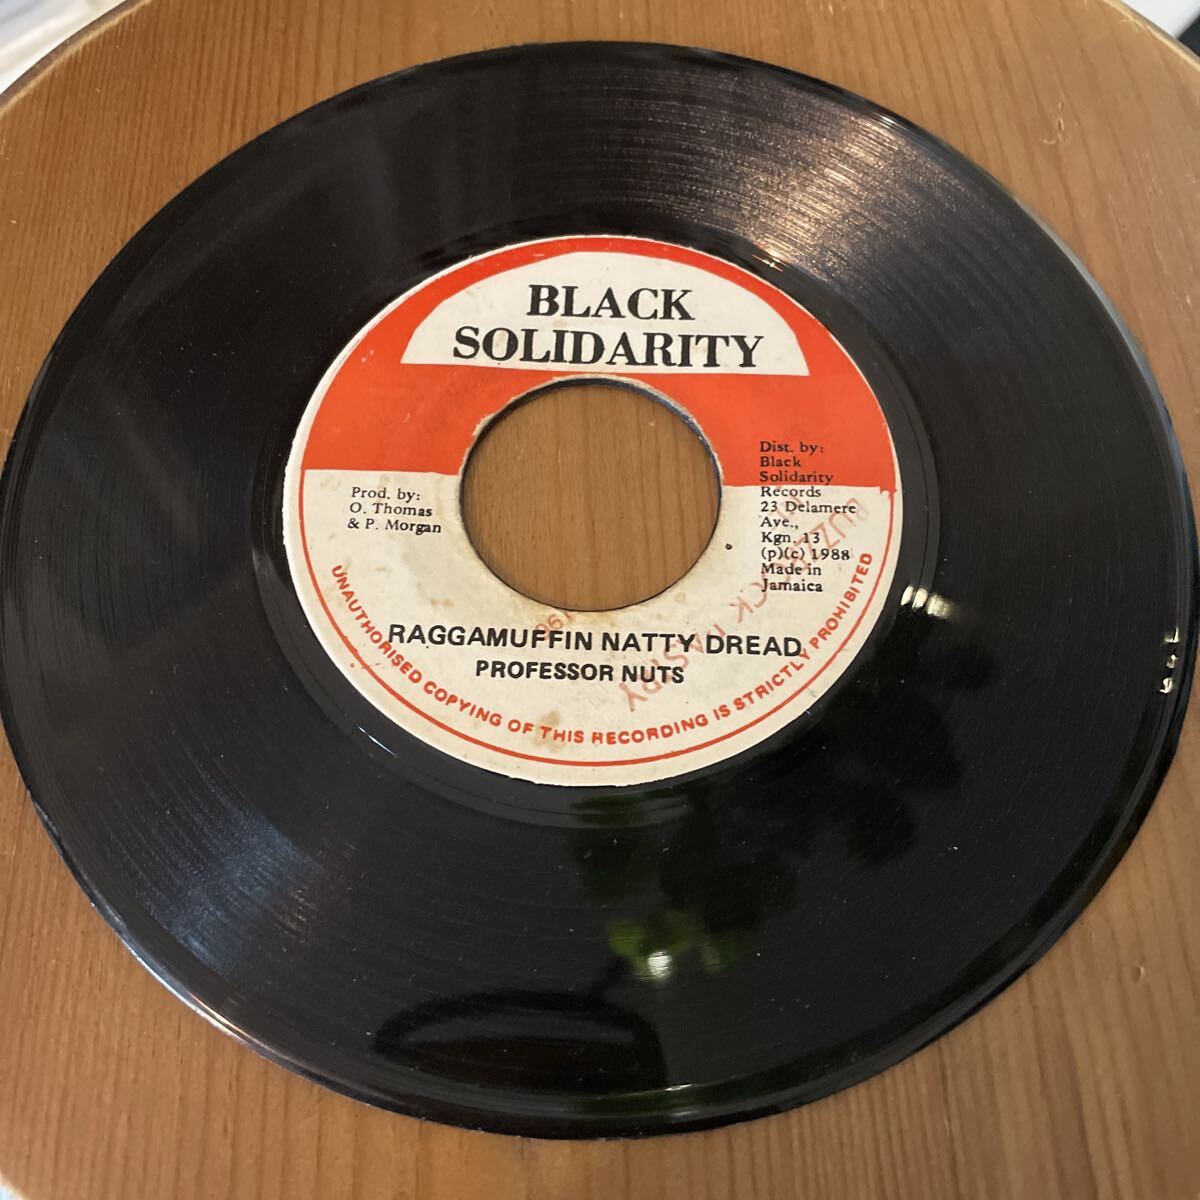 BLACK
SOLIDARITY
Prod. by:
O. Thomas
& P. Morgan
Dist. by:
Black
Solidarity
Records
23 Delamere
Ave.,
Kgn. 13
(p)(c) 1988
Made in
Jamaica
RAGGAMUFFIN NATTY DREAD
PROFESSOR NUTS
UNAUTHORISED COPYING OF THIS RECORDING IS STRICTLY PROHIBITED